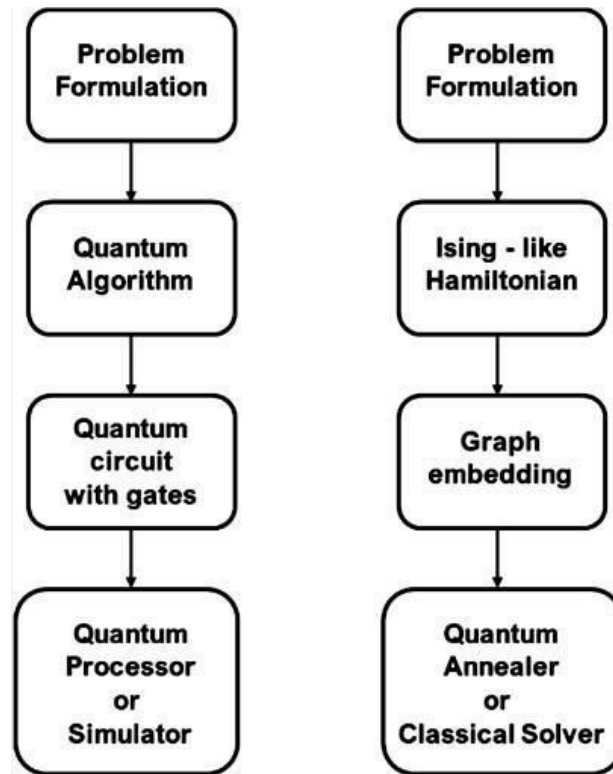 Problem
Formulation
Quantum
Algorithm
Quantum
circuit
with gates
Quantum
Processor
or
Simulator
Problem
Formulation
Ising - like
Hamiltonian
Graph
embedding
Quantum
Annealer
or
Classical Solver